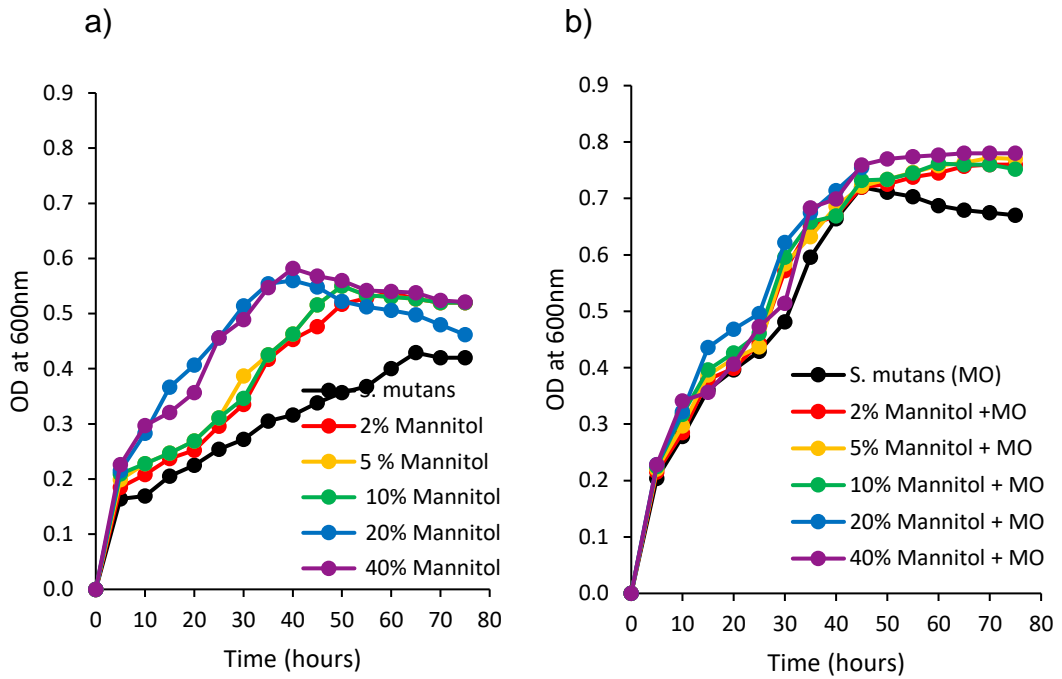 a)
0.9
0.8
0.7
0.6
0.5
0.4
0.3
0.2
0.1
0.0
OD at 600nm
0 10 20 30 40 50 60 70 80
Time (hours)
S. mutans
2% Mannitol
5 % Mannitol
10% Mannitol
20% Mannitol
40% Mannitol
b)
0.9
0.8
0.7
0.6
0.5
0.4
0.3
0.2
0.1
0.0
OD at 600nm
0 10 20 30 40 50 60 70 80
Time (hours)
S. mutans (MO)
2% Mannitol +MO
5% Mannitol + MO
10% Mannitol + MO
20% Mannitol + MO
40% Mannitol + MO